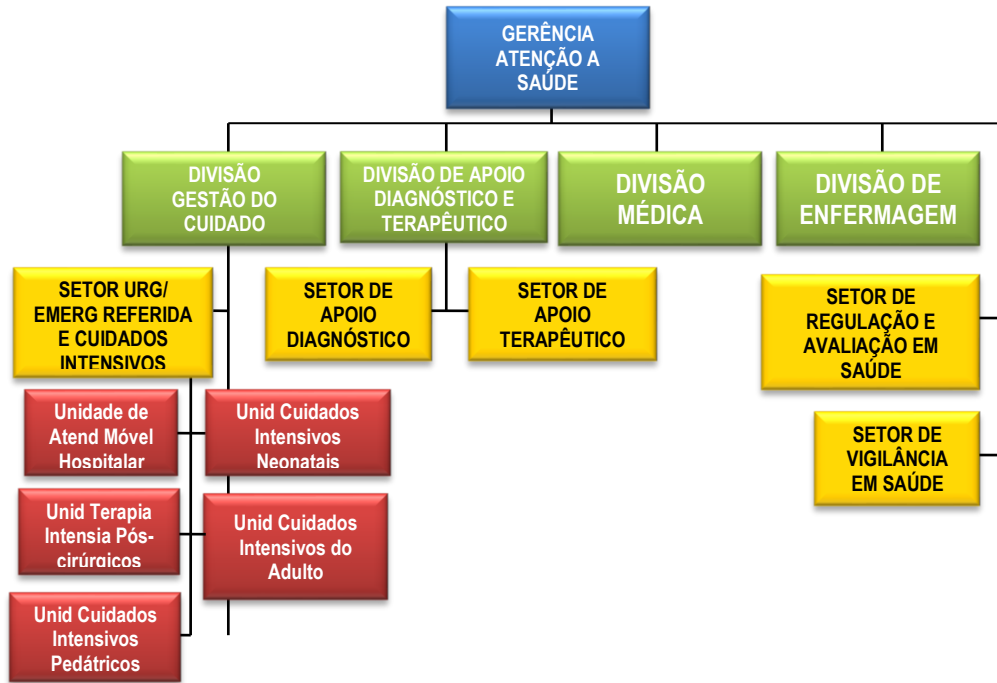 GERÊNCIA
ATENÇÃO A
SAÚDE
DIVISÃO
GESTÃO DO
CUIDADO
DIVISÃO DE APOIO
DIAGNÓSTICO E
TERAPÊUTICO
DIVISÃO
MÉDICA
DIVISÃO DE
ENFERMAGEM
SETOR URG/
EMERG REFERIDA
E CUIDADOS
INTENSIVOS
SETOR DE
APOIO
DIAGNÓSTICO
SETOR DE
APOIO
TERAPÊUTICO
SETOR DE
REGULAÇÃO E
AVALIAÇÃO EM
SAÚDE
Unidade de
Atend Móvel
Hospitalar
Unid Cuidados
Intensivos
Neonatais
SETOR DE
VIGILÂNCIA
EM SAÚDE
Unid Terapia
Intensia Pós-
cirúrgicos
Unid Cuidados
Intensivos do
Adulto
Unid Cuidados
Intensivos
Pedátricos